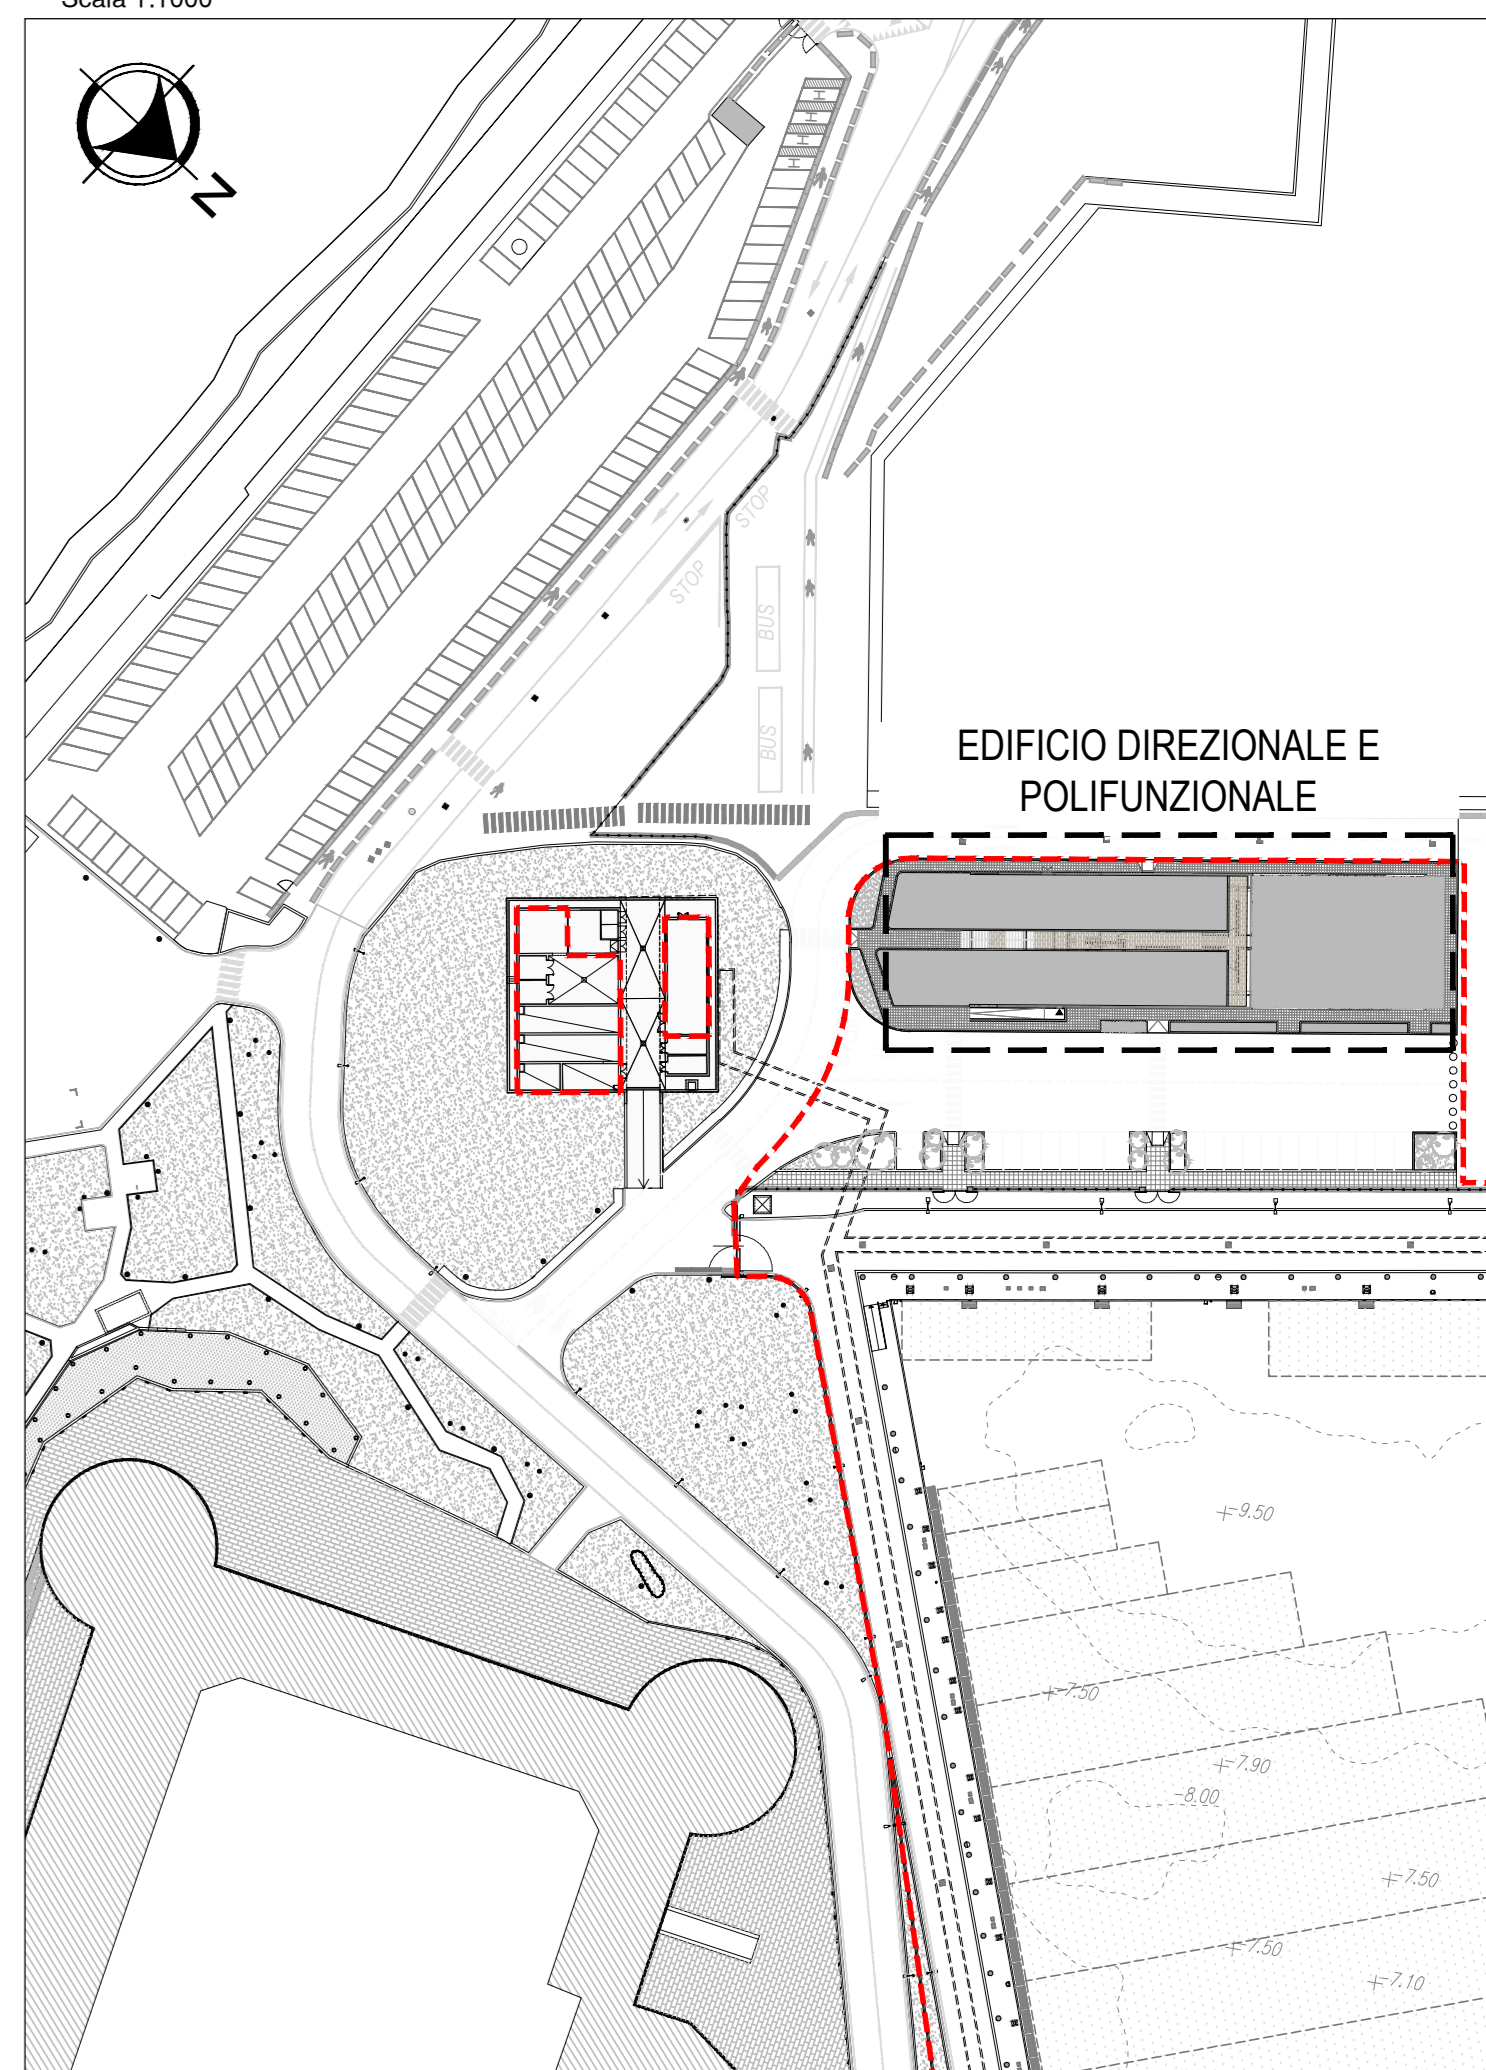 Scala 1:1000
N
H
H
H
STOP
STOP
BUS
BUS
EDIFICIO DIREZIONALE E
POLIFUNZIONALE
-9.50
-7.50
-7.90
-8.00
-7.50
-7.50
-7.10